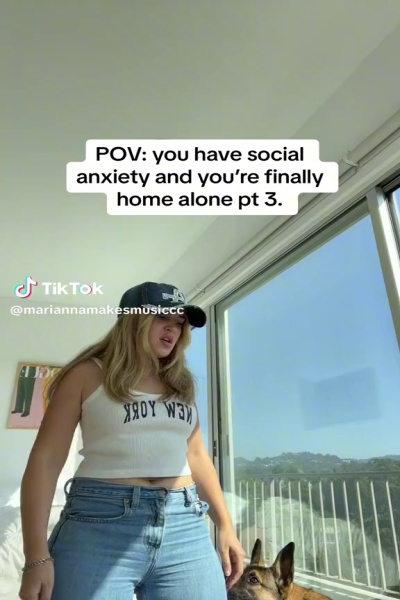 POV: you have social
anxiety and you're finally
home alone pt 3.
TikTok
@mariannamakesmusiccc
NEW YORK